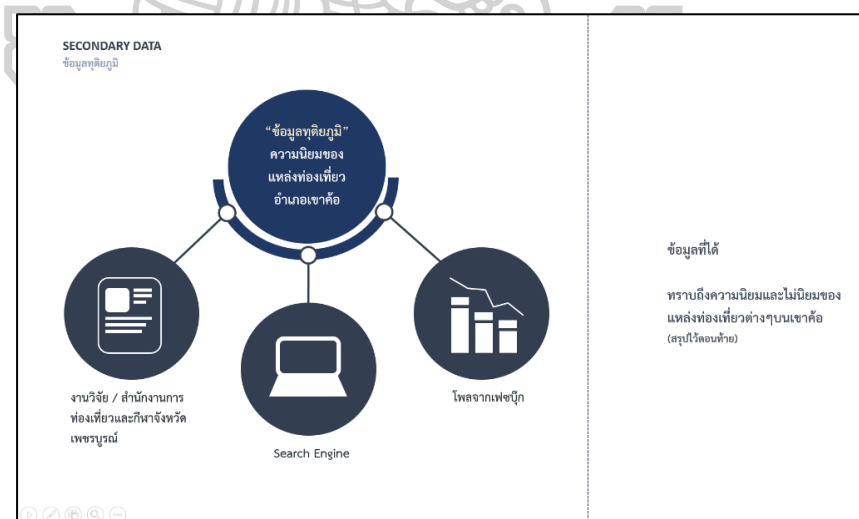 SECONDARY DATA
ข้อมูลทุติยภูมิ
“ข้อมูลทุติยภูมิ”
ความนิยมของ
แหล่งท่องเที่ยว
อำเภอเขาค้อ
งานวิจัย / สำนักงานการ
ท่องเที่ยวและกีฬาจังหวัด
เพชรบูรณ์
Search Engine
โพลจากเฟซบุ๊ก
ข้อมูลที่ได้
ทราบถึงความนิยมและไม่นิยมของ
แหล่งท่องเที่ยวต่างๆบนเขาค้อ
(สรุปไว้ตอนท้าย)